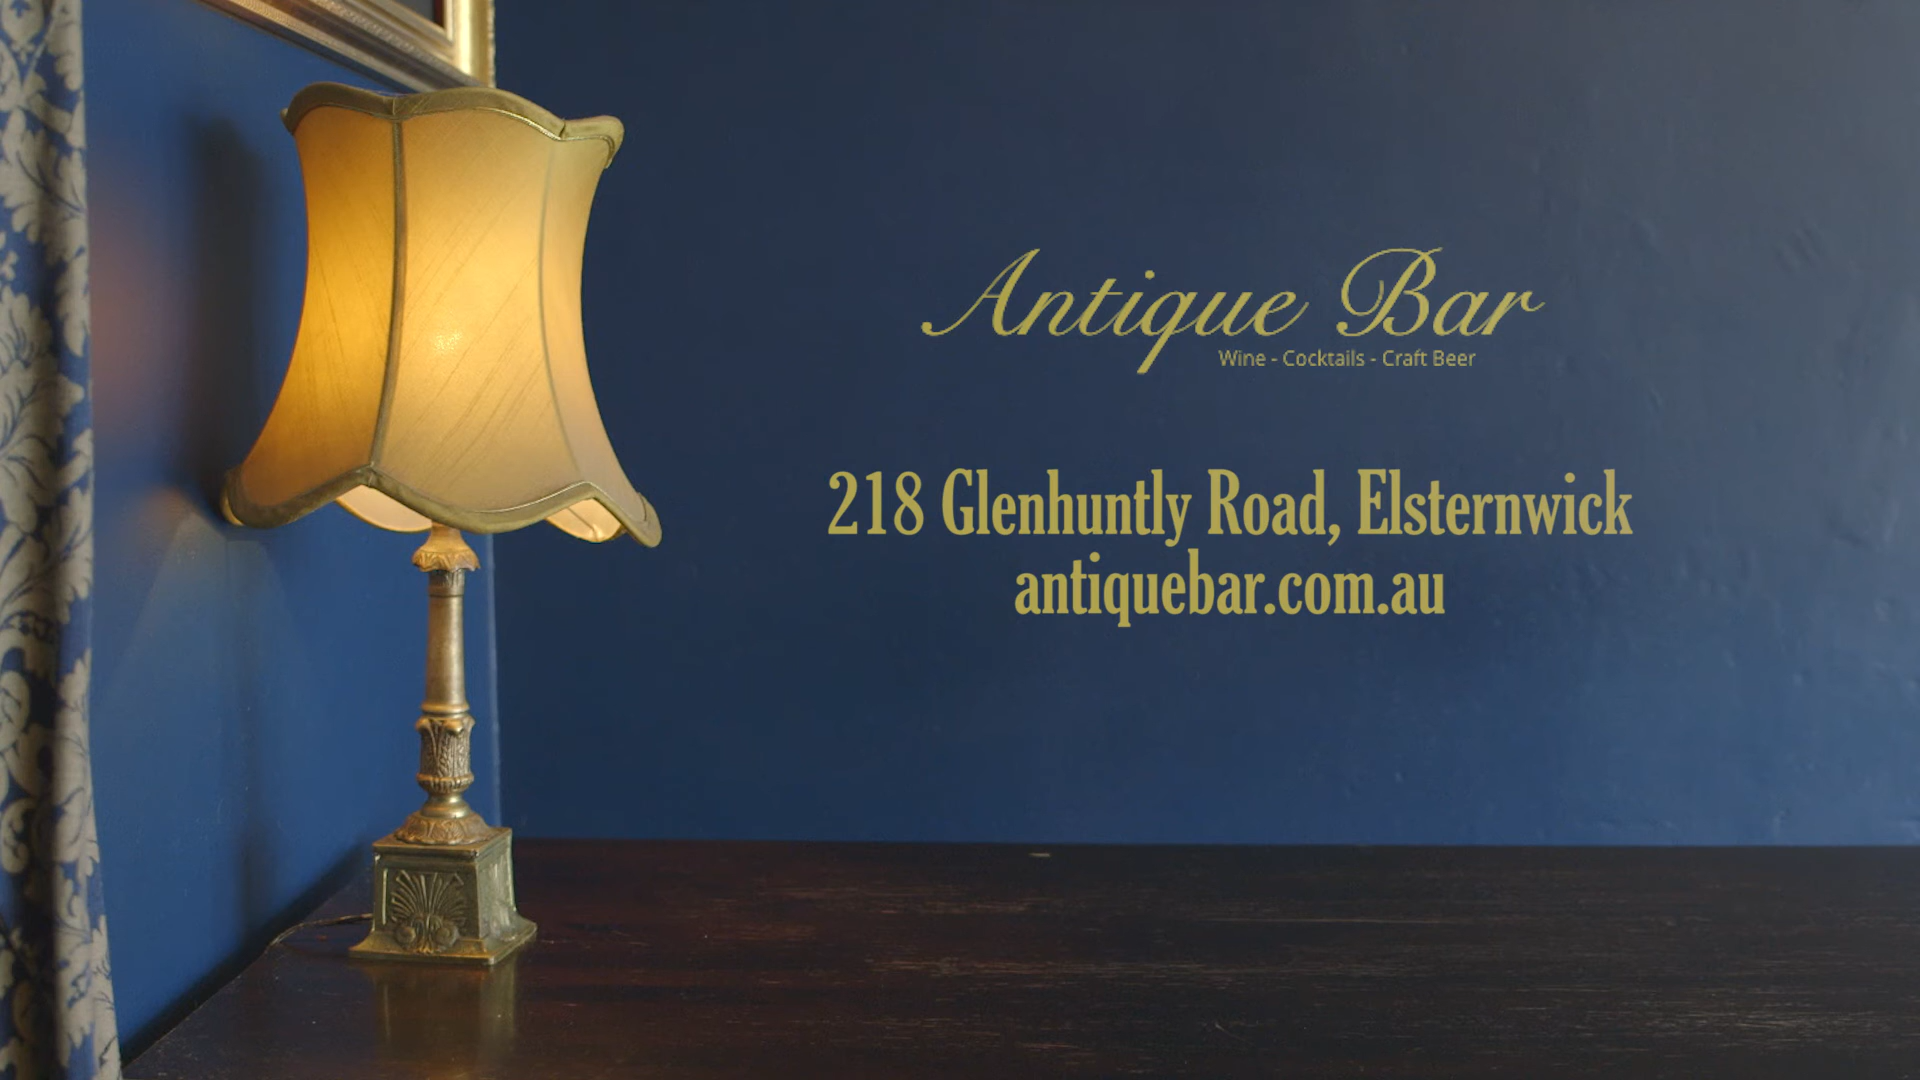 Antique Bar
Wine - Cocktails - Craft Beer
218 Glenhuntly Road, Elsternwick
antiquebar.com.au